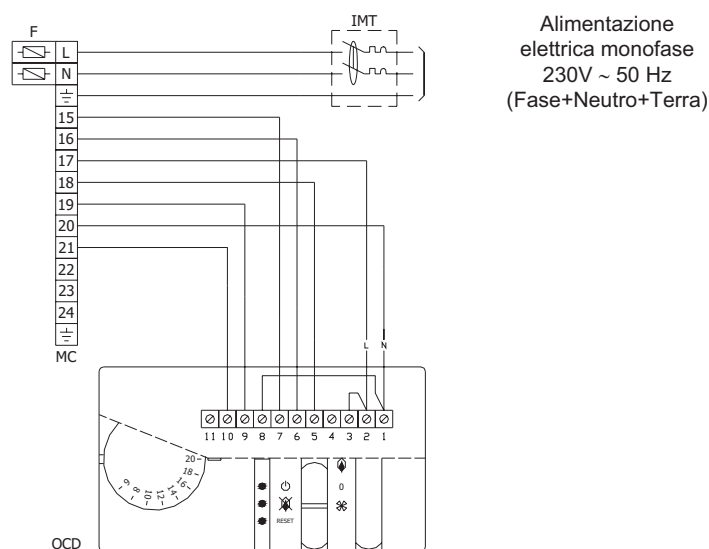 F
IMT
Alimentazione
elettrica monofase
230V ~ 50 Hz
(Fase+Neutro+Terra)
L
N
15
16
17
18
19
20
21
22
23
24
MC
L N
11 10 9 8 7 6 5 4 3 2 1
20
18
16
14
12
10
8
6
0
RESET
OCD